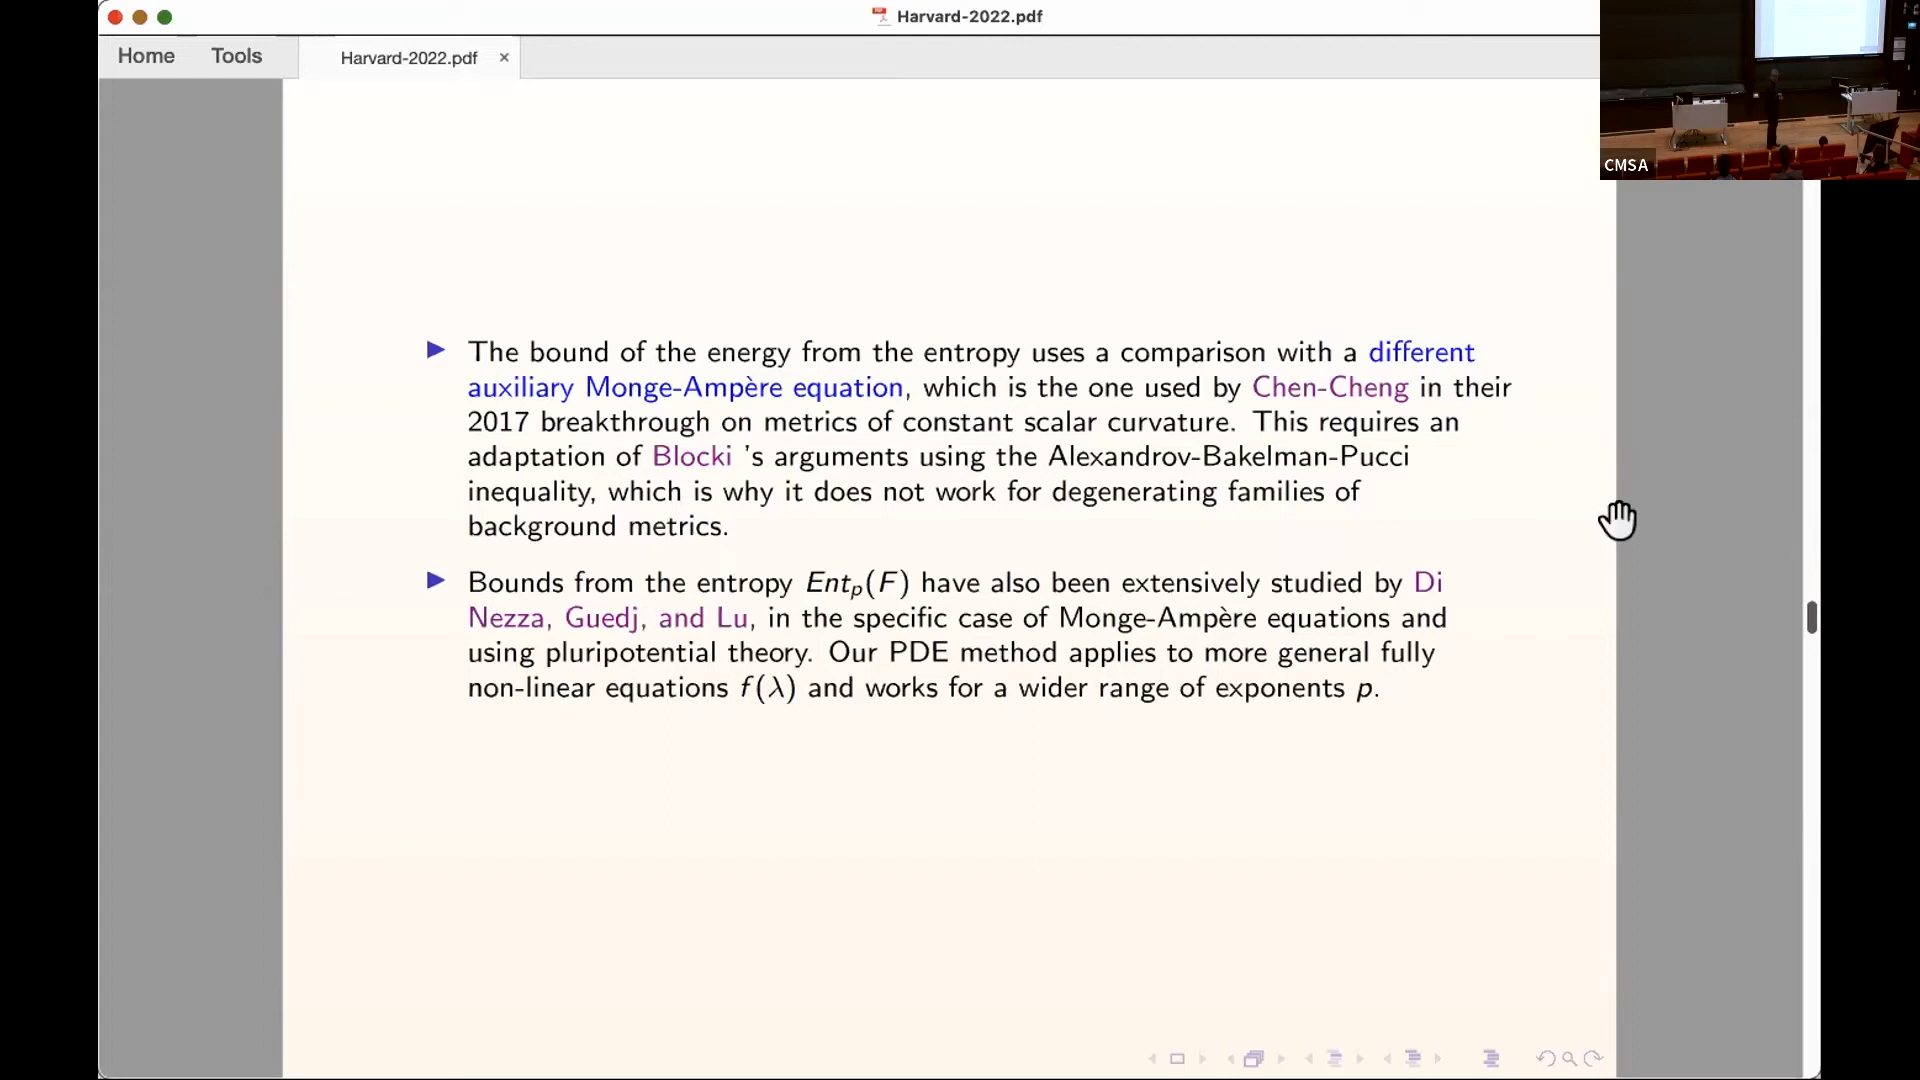 Harvard-2022.pdf
Home Tools Harvard-2022.pdf ×
CMSA
The bound of the energy from the entropy uses a comparison with a different
auxiliary Monge-Ampère equation, which is the one used by Chen-Cheng in their
2017 breakthrough on metrics of constant scalar curvature. This requires an
adaptation of Blocki 's arguments using the Alexandrov-Bakelman-Pucci
inequality, which is why it does not work for degenerating families of
background metrics.
Bounds from the entropy Ent_p(F) have also been extensively studied by Di
Nezza, Guedj, and Lu, in the specific case of Monge-Ampère equations and
using pluripotential theory. Our PDE method applies to more general fully
non-linear equations f(λ) and works for a wider range of exponents p.